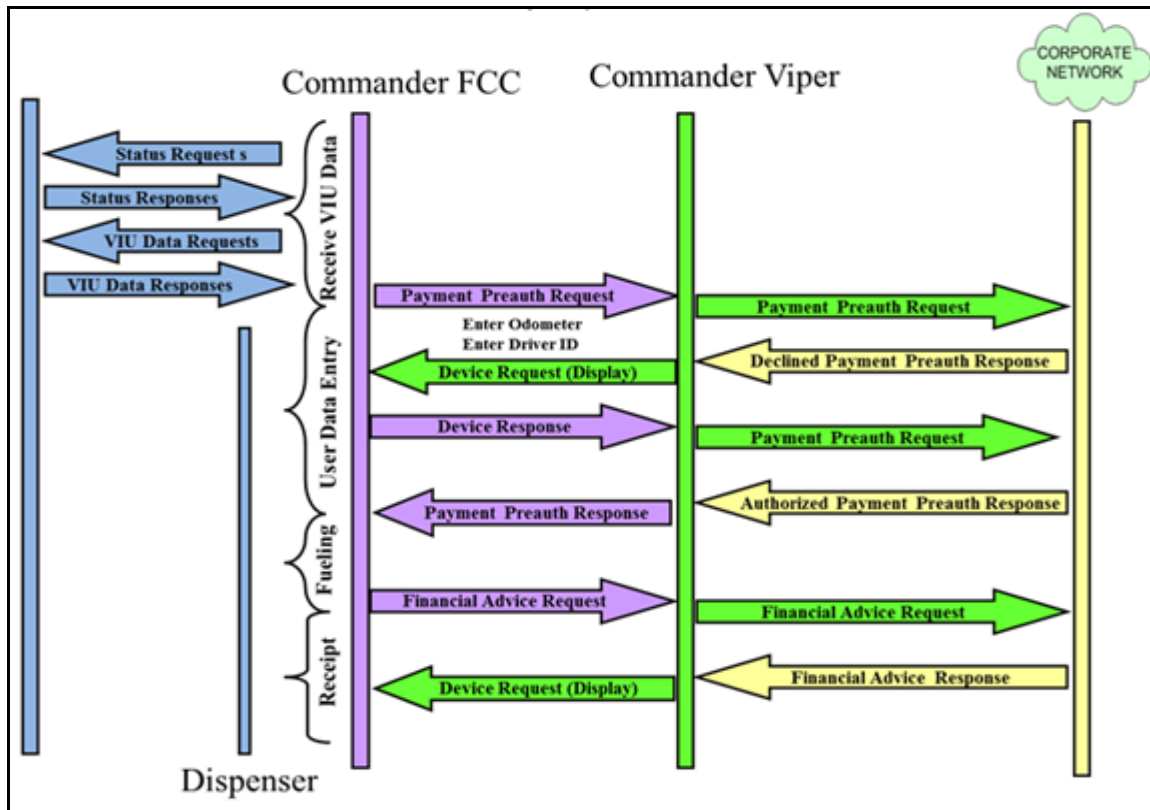 CORPORATE
NETWORK
Commander FCC
Commander Viper
Status Request s
Status Responses
VIU Data Requests
VIU Data Responses
Receive VIU Data
Payment Preauth Request
Payment Preauth Request
Enter Odometer
Enter Driver ID
Declined Payment Preauth Response
Device Request (Display)
User Data Entry
Device Response
Payment Preauth Request
Authorized Payment Preauth Response
Payment Preauth Response
Fueling
Financial Advice Request
Financial Advice Request
Receipt
Financial Advice Response
Device Request (Display)
Dispenser